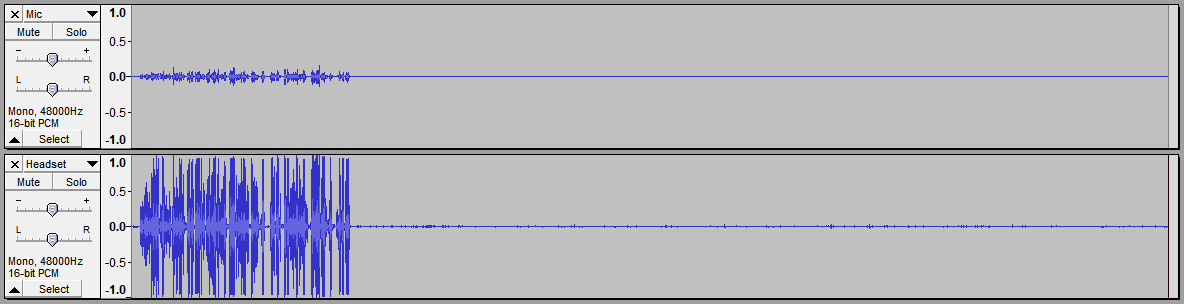 × Mic ▼
Mute Solo
- +
L R
Mono, 48000Hz
16-bit PCM
▲ Select
1.0
0.5-
0.0-
-0.5-
-1.0
× Headset ▼
Mute Solo
- +
L R
Mono, 48000Hz
16-bit PCM
▲ Select
1.0
0.5-
0.0-
-0.5-
-1.0